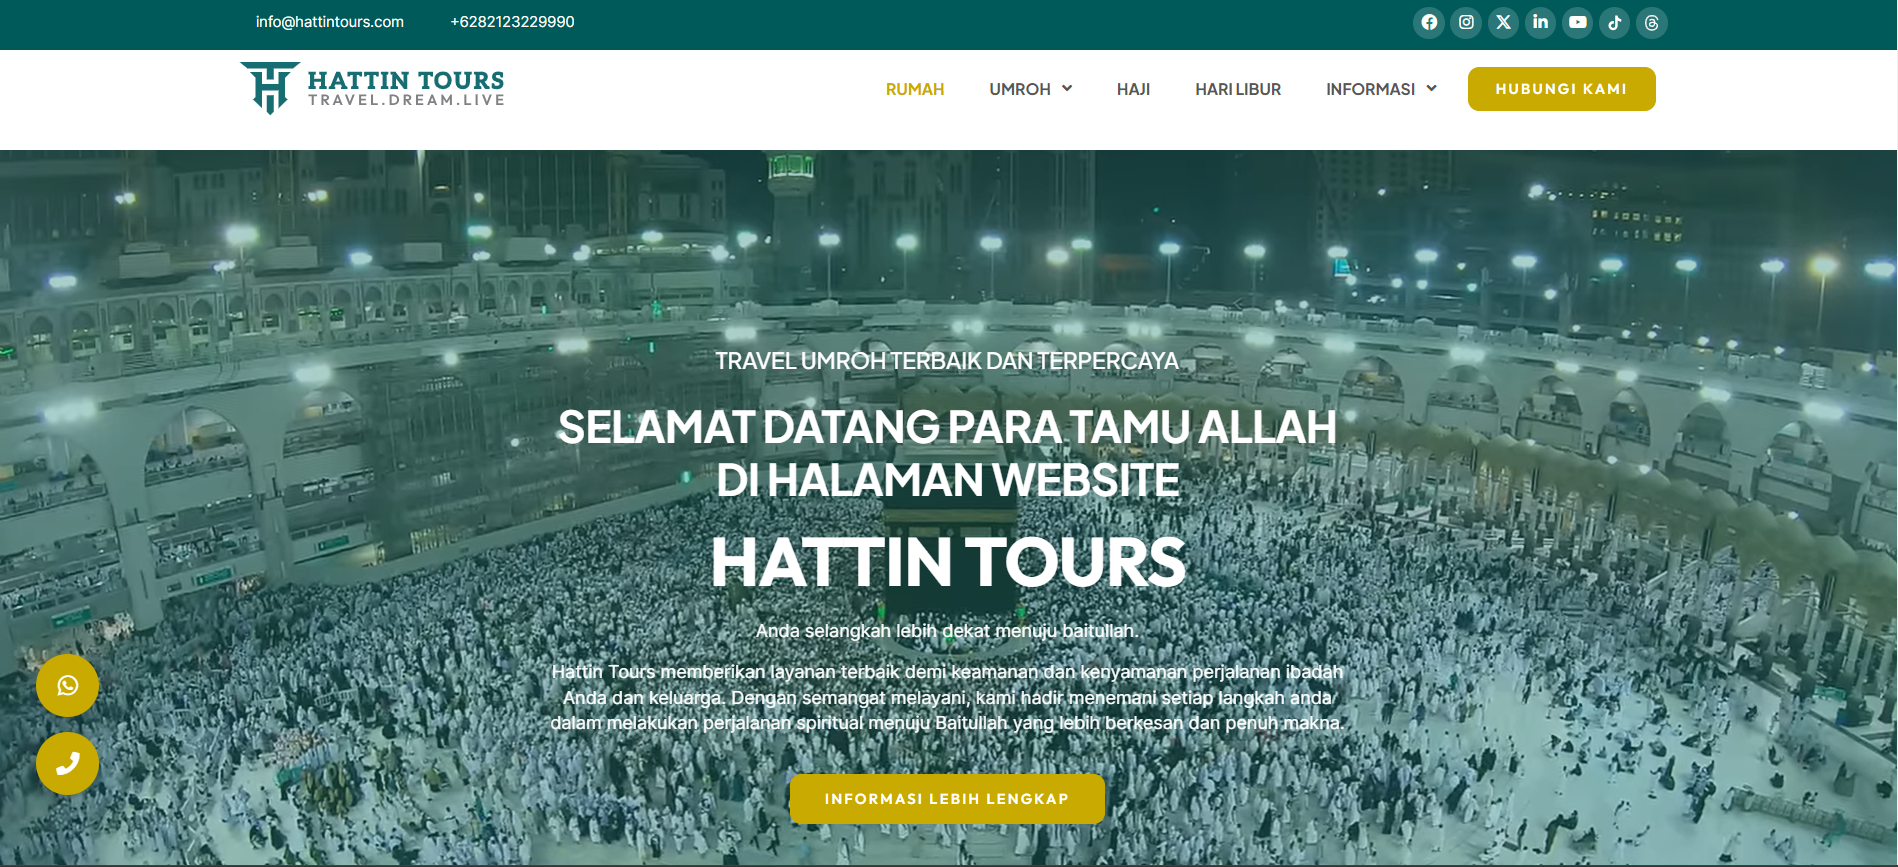 info@hattintours.com
+6282123229990
HATTIN TOURS
TRAVEL.DREAM.LIVE
RUMAH
UMROH
HAJI
HARI LIBUR
INFORMASI
HUBUNGI KAMI
TRAVEL UMROH TERBAIK DAN TERPERCAYA
SELAMAT DATANG PARA TAMU ALLAH
DI HALAMAN WEBSITE
HATTIN TOURS
Anda selangkah lebih dekat menuju baitullah.
Hattin Tours memberikan layanan terbaik demi keamanan dan kenyamanan perjalanan ibadah
Anda dan keluarga. Dengan semangat melayani, kami hadir menemani setiap langkah anda
dalam melakukan perjalanan spiritual menuju Baitullah yang lebih berkesan dan penuh makna.
INFORMASI LEBIH LENGKAP